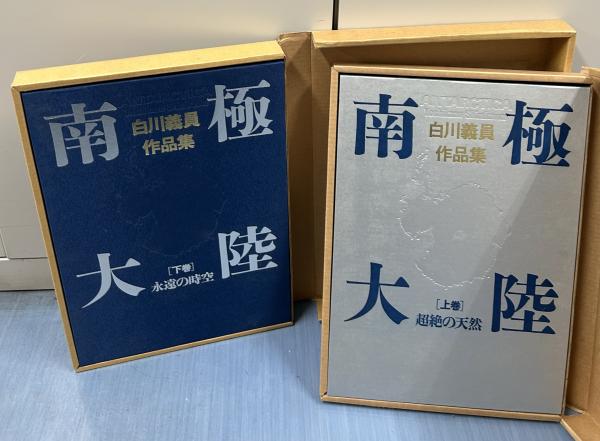 南極
白川義員
作品集
大陸
[下巻]
永遠の時空
ANTARCTICA
南極
白川義員
作品集
大陸
[上巻]
超絶の天然